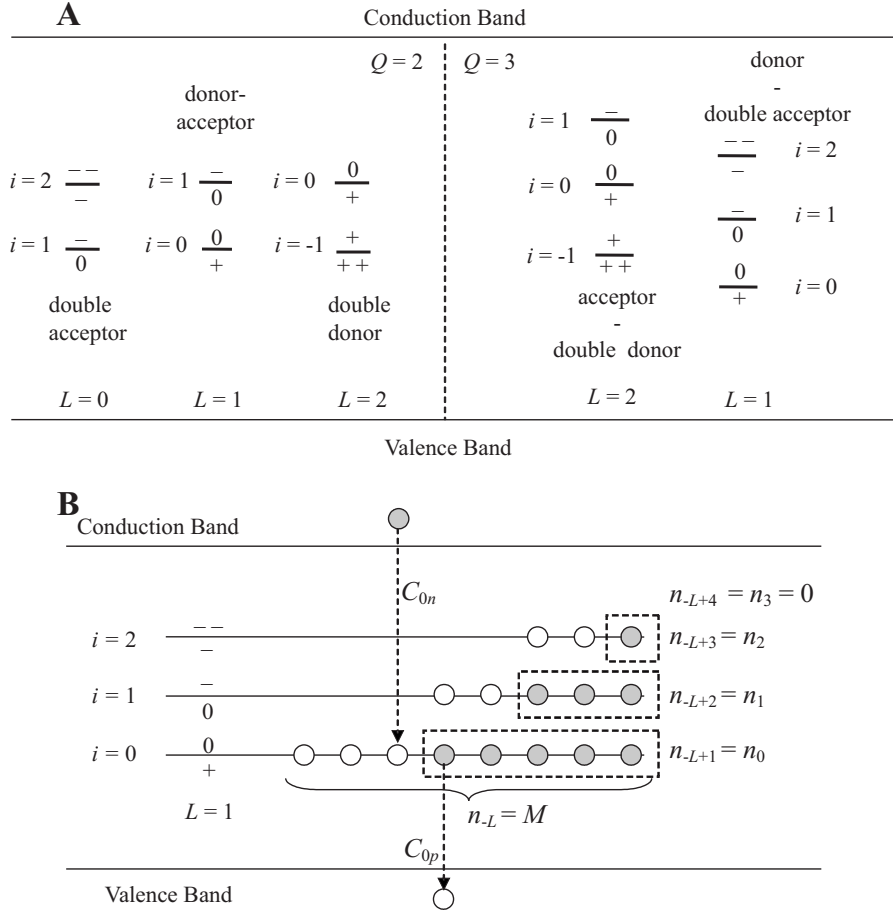 A
Conduction Band
Q = 2
Q = 3
donor
-
double acceptor
donor-
acceptor
i = 1
–
0
i = 2
– –
–
i = 2
– –
–
i = 1
–
0
i = 0
0
+
i = 0
0
+
i = 1
–
0
i = 1
–
0
i = 0
0
+
i = -1
+
+ +
i = -1
+
+ +
i = 0
0
+
double
acceptor
double
donor
acceptor
-
double donor
L = 0
L = 1
L = 2
L = 2
L = 1
Valence Band
B
Conduction Band
C0n
n-L+4 = n3 = 0
i = 2
– –
–
n-L+3 = n2
i = 1
–
0
n-L+2 = n1
i = 0
0
+
n-L+1 = n0
L = 1
n-L = M
C0p
Valence Band